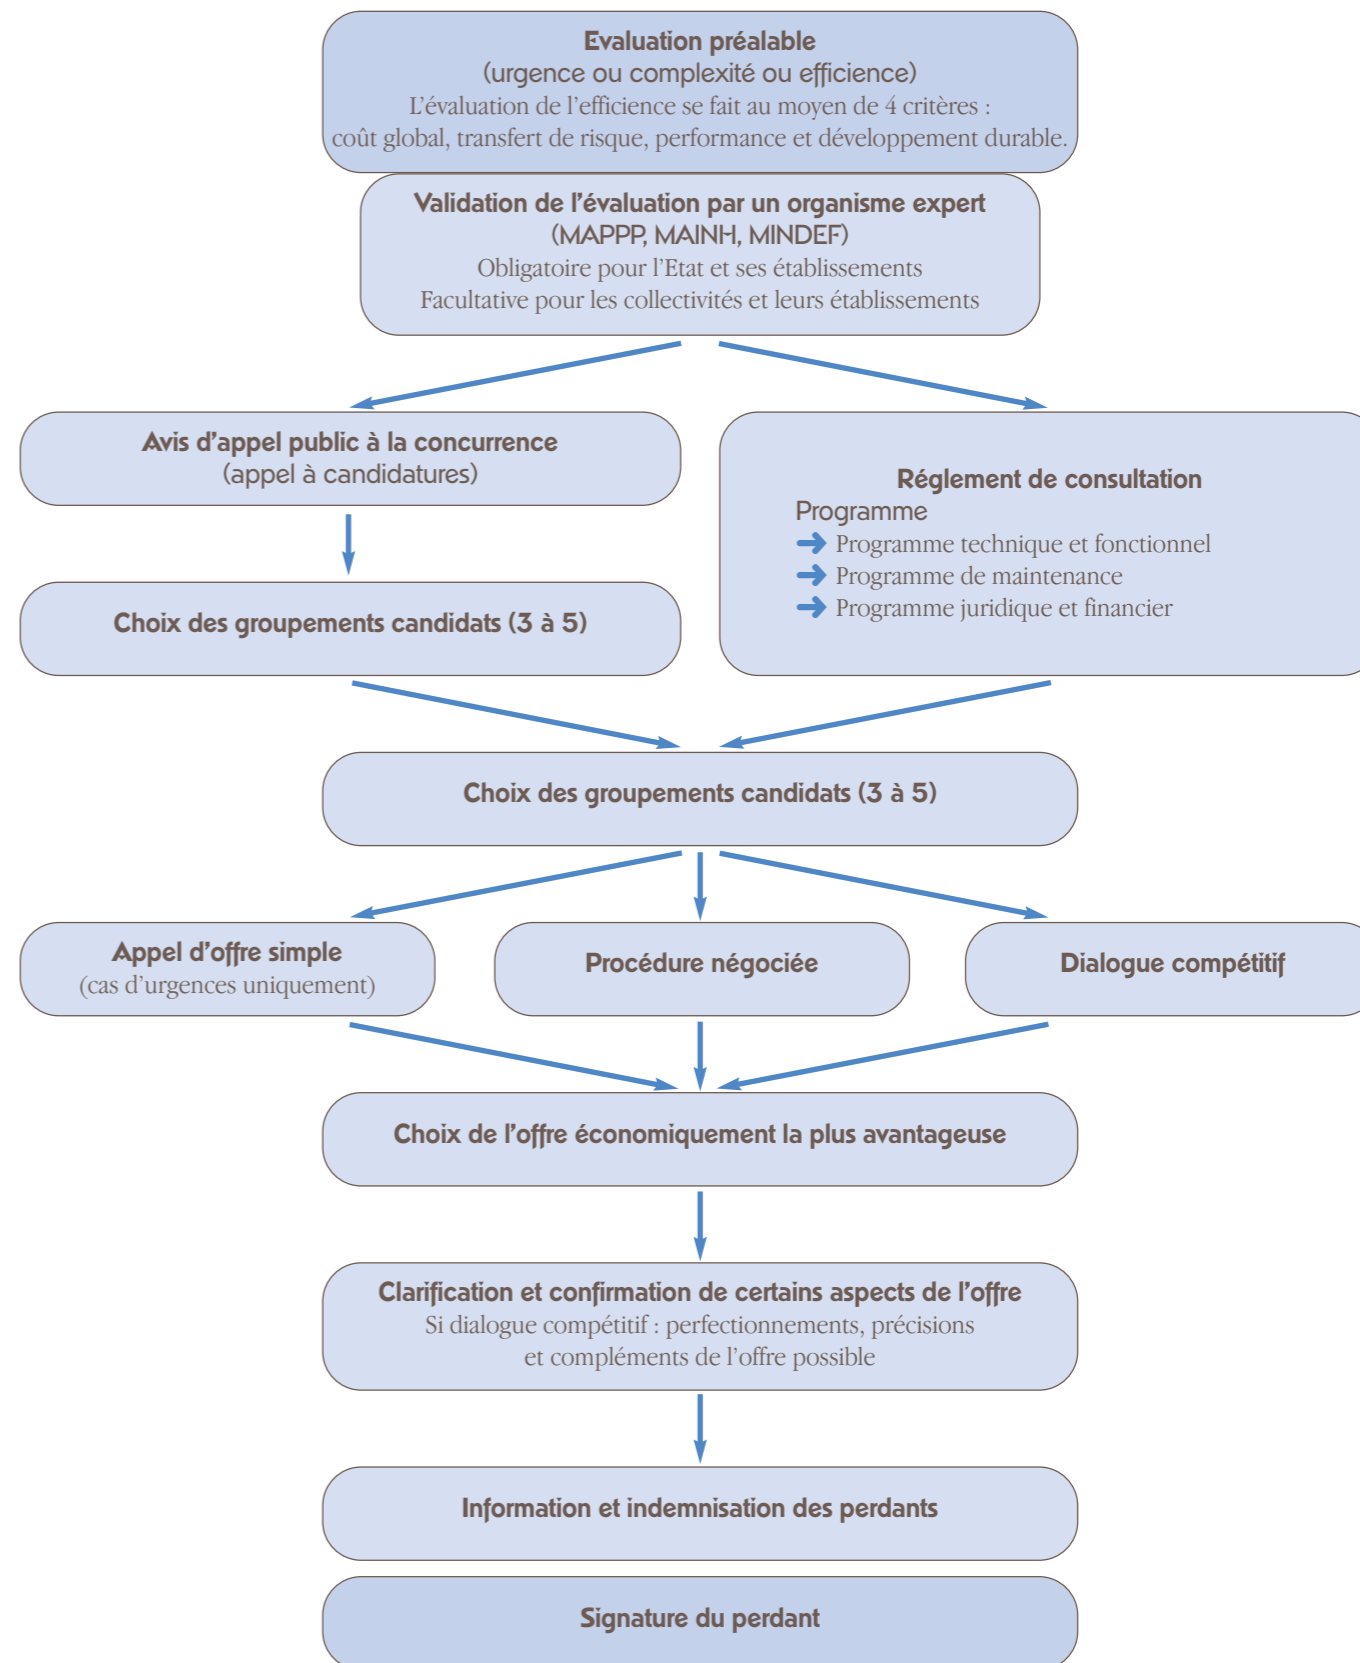 Evaluation préalable
(urgence ou complexité ou efficience)
L'évaluation de l'efficience se fait au moyen de 4 critères :
coût global, transfert de risque, performance et développement durable.
Validation de l'évaluation par un organisme expert
(MAPPP, MAINH, MINDEF)
Obligatoire pour l'Etat et ses établissements
Facultative pour les collectivités et leurs établissements
Avis d'appel public à la concurrence
(appel à candidatures)
Choix des groupements candidats (3 à 5)
Réglement de consultation
Programme
Programme technique et fonctionnel
Programme de maintenance
Programme juridique et financier
Choix des groupements candidats (3 à 5)
Appel d'offre simple
(cas d'urgences uniquement)
Procédure négociée
Dialogue compétitif
Choix de l'offre économiquement la plus avantageuse
Clarification et confirmation de certains aspects de l'offre
Si dialogue compétitif : perfectionnements, précisions
et compléments de l'offre possible
Information et indemnisation des perdants
Signature du perdant